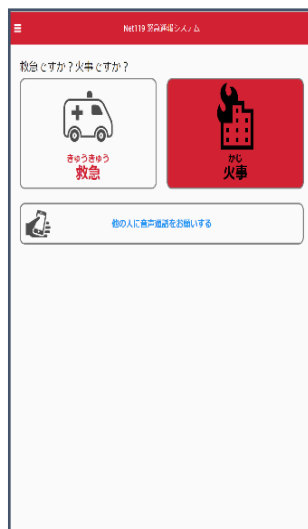 Net119 緊急通報システム
救急ですか？火事ですか？
きゅうきゅう
救急
かじ
火事
他の人に音声通話をお願いする